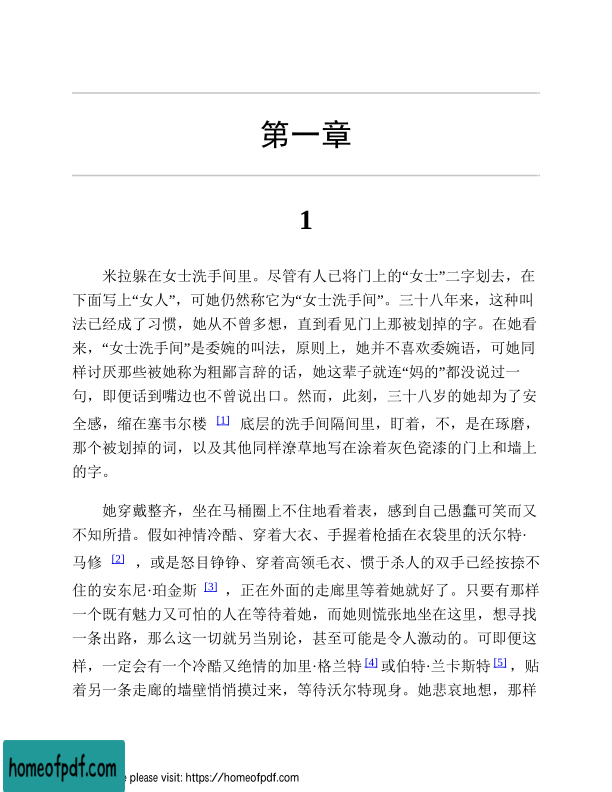 第一章
1
米拉躲在女士洗手间里。尽管有人已将门上的“女士”二字划去，在
下面写上“女人”，可她仍然称它为“女士洗手间”。三十八年来，这种叫
法已经成了习惯，她从不曾多想，直到看见门上那被划掉的字。在她看
来，“女士洗手间”是委婉的叫法，原则上，她并不喜欢委婉语，可她同
样讨厌那些被她称为粗鄙言辞的话，她这辈子就连“妈的”都没说过一
句，即便话到嘴边也不曾说出口。然而，此刻，三十八岁的她却为了安
全感，缩在塞韦尔楼 [1] 底层的洗手间隔间里，盯着，不，是在琢磨，
那个被划掉的词，以及其他同样潦草地写在涂着灰色瓷漆的门上和墙上
的字。
她穿戴整齐，坐在马桶圈上不住地看着表，感到自己愚蠢可笑而又
不知所措。假如神情冷酷、穿着大衣、手握着枪插在衣袋里的沃尔特·
马修 [2] ，或是怒目铮铮、穿着高领毛衣、惯于杀人的双手已经按捺不
住的安东尼·珀金斯 [3] ，正在外面的走廊里等着她就好了。只要有那样
一个既有魅力又可怕的人在等待着她，而她则慌张地坐在这里，想寻找
一条出路，那么这一切就另当别论，甚至可能是令人激动的。可即便这
样，一定会有一个冷酷又绝情的加里·格兰特[4]或伯特·兰卡斯特[5]，贴
着另一条走廊的墙壁悄悄摸过来，等待沃尔特现身。她悲哀地想，那样
homeofpdf.com
e please visit: https://homeofpdf.com